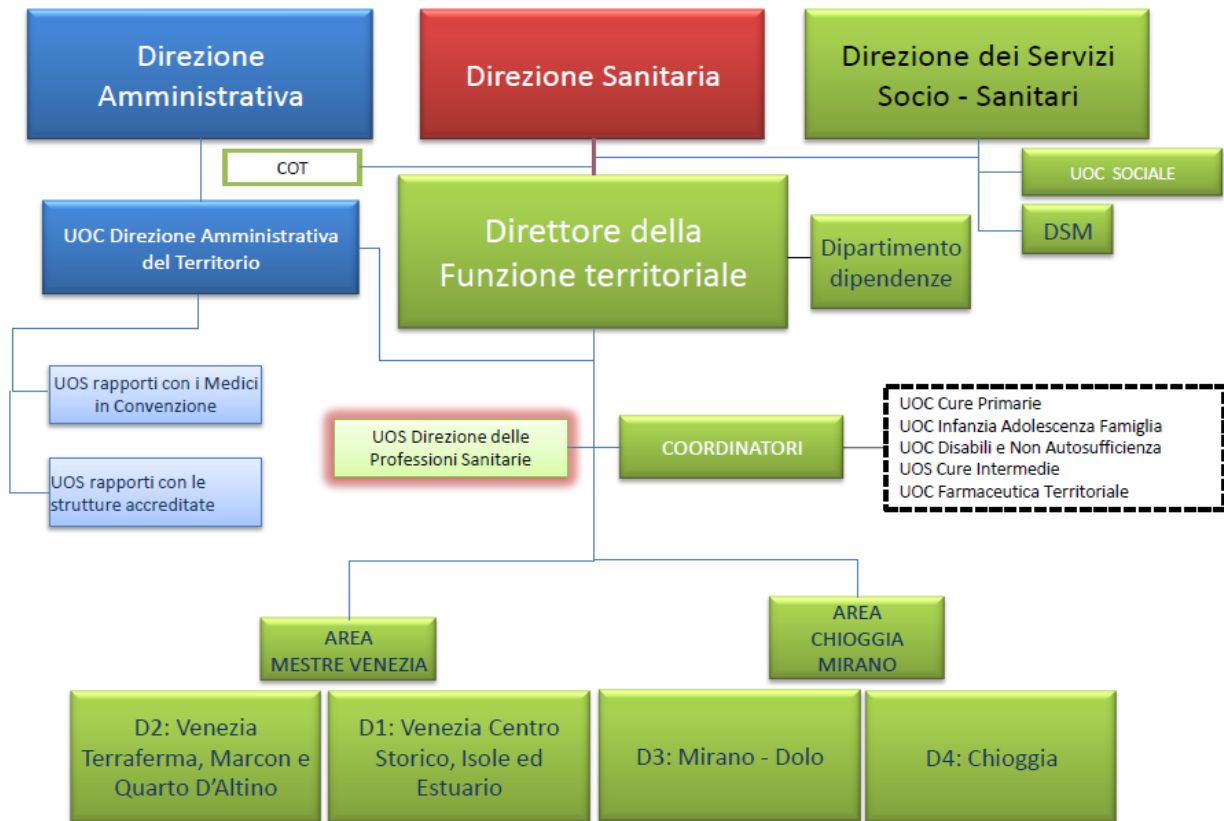 Direzione
Amministrativa
Direzione Sanitaria
Direzione dei Servizi
Socio - Sanitari
COT
UOC SOCIALE
UOC Direzione Amministrativa
del Territorio
Direttore della
Funzione territoriale
Dipartimento
dipendenze
DSM
UOS rapporti con i Medici
in Convenzione
UOS rapporti con le
strutture accreditate
UOS Direzione delle
Professioni Sanitarie
COORDINATORI
UOC Cure Primarie
UOC Infanzia Adolescenza Famiglia
UOC Disabili e Non Autosufficienza
UOS Cure Intermedie
UOC Farmaceutica Territoriale
AREA
MESTRE VENEZIA
AREA
CHIOGGIA
MIRANO
D2: Venezia
Terraferma, Marcon e
Quarto D’Altino
D1: Venezia Centro
Storico, Isole ed
Estuario
D3: Mirano - Dolo
D4: Chioggia